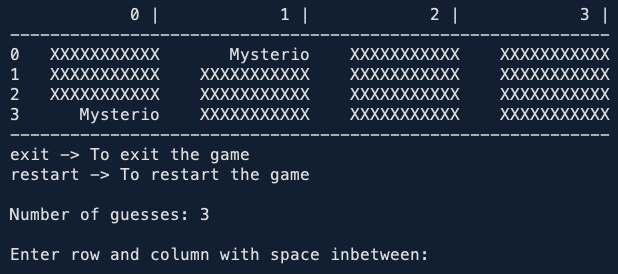 0 | 1 | 2 | 3 |
------------------------------------------------------------
0 XXXXXXXXXXX Mysterio XXXXXXXXXXX XXXXXXXXXXX
1 XXXXXXXXXXX XXXXXXXXXXX XXXXXXXXXXX XXXXXXXXXXX
2 XXXXXXXXXXX XXXXXXXXXXX XXXXXXXXXXX XXXXXXXXXXX
3 Mysterio XXXXXXXXXXX XXXXXXXXXXX XXXXXXXXXXX
------------------------------------------------------------
exit -> To exit the game
restart -> To restart the game
Number of guesses: 3
Enter row and column with space inbetween: